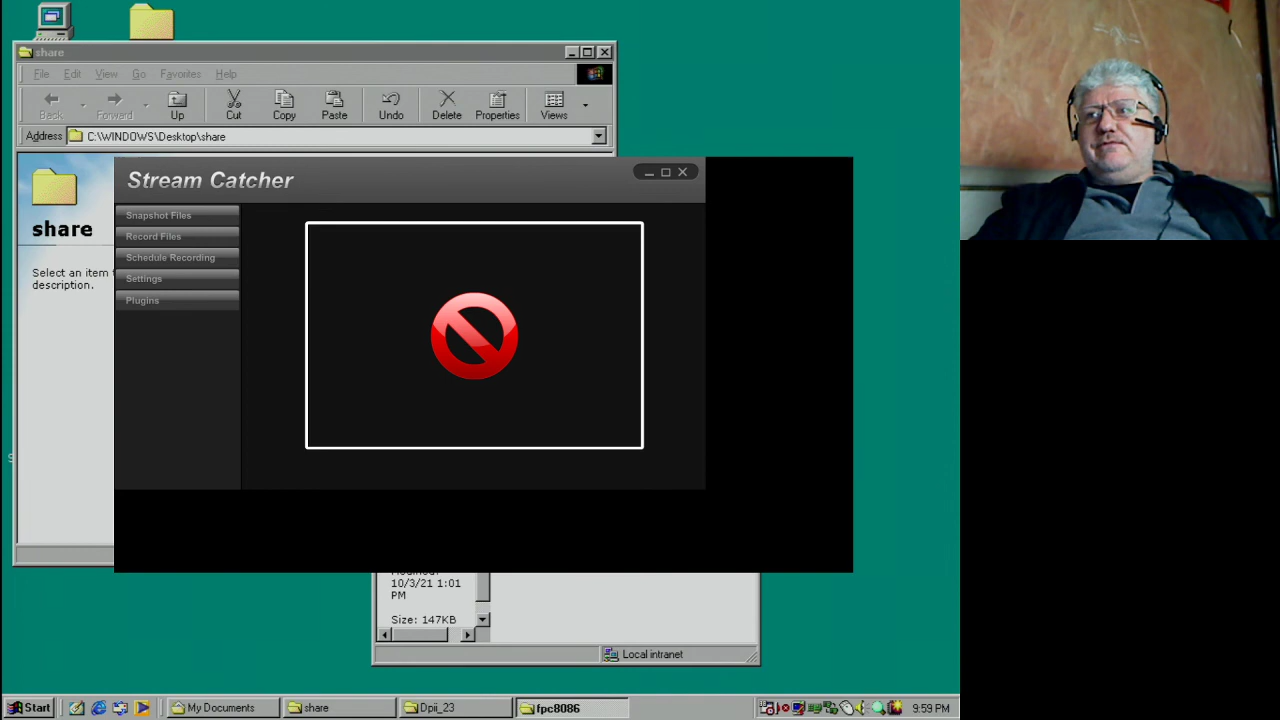 share
File Edit View Go Favorites Help
Back Forward Up Cut Copy Paste Undo Delete Properties Views
Address C:\WINDOWS\Desktop\share
Stream Catcher
Snapshot Files
Record Files
Schedule Recording
Settings
Plugins
share
Select an item
description.
10/3/21 1:01
PM
Size: 147KB
Local intranet
Start My Documents share Dpii_23 fpc8086 9:59 PM